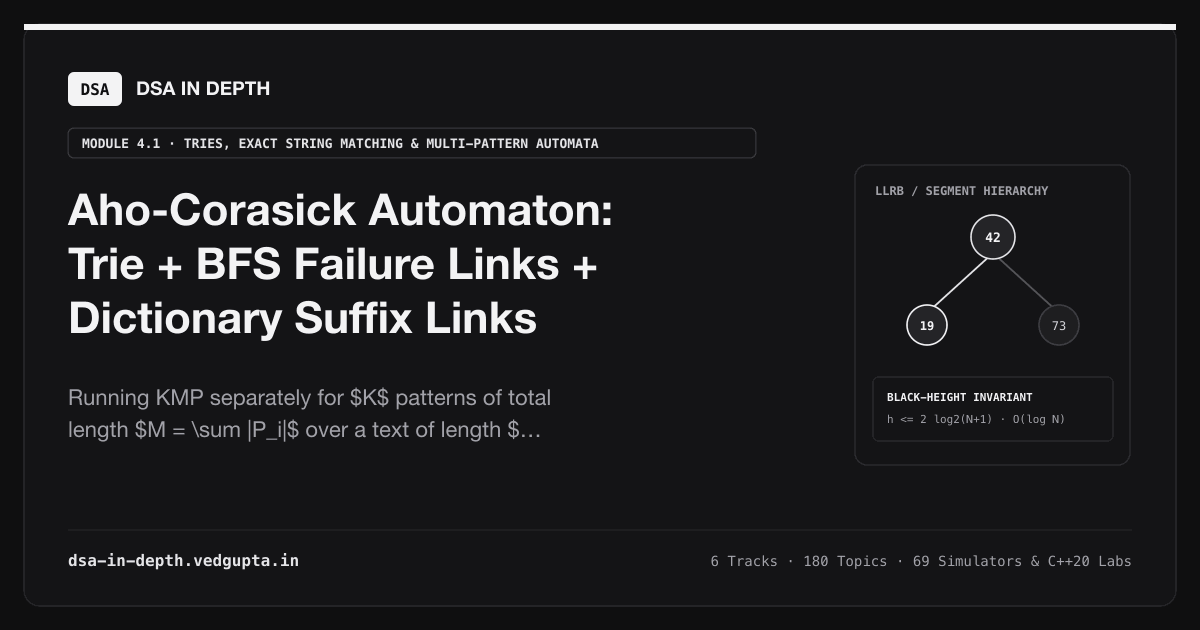 DSA DSA IN DEPTH
MODULE 4.1 · TRIES, EXACT STRING MATCHING & MULTI-PATTERN AUTOMATA
Aho-Corasick Automaton:
Trie + BFS Failure Links +
Dictionary Suffix Links
Running KMP separately for $K$ patterns of total
length $M = \sum |P_i|$ over a text of length $…
LLRB / SEGMENT HIERARCHY
42
19 73
BLACK-HEIGHT INVARIANT
h <= 2 log2(N+1) · O(log N)
dsa-in-depth.vedgupta.in
6 Tracks · 180 Topics · 69 Simulators & C++20 Labs